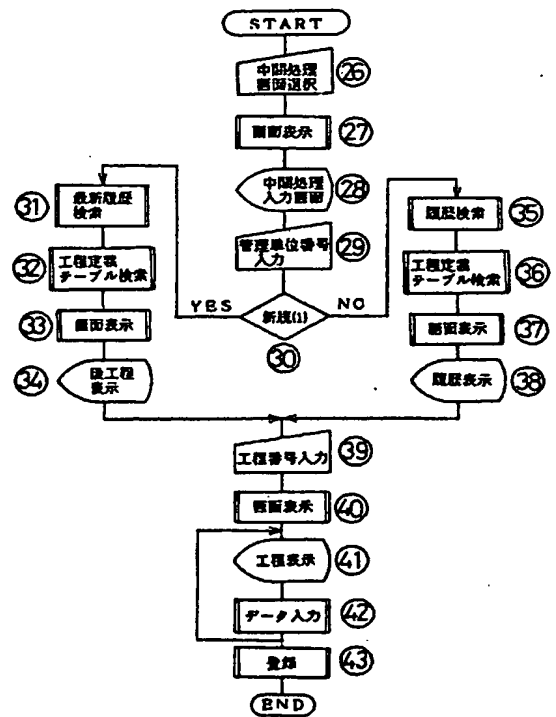 START
中間処理
画面選択
26
画面表示
27
中間処理
入力画面
28
管理単位番号
入力
29
YES
新規(1)
NO
30
31
最新履歴
検索
32
工程定義
テーブル検索
33
画面表示
34
後工程
表示
35
履歴検索
工程定義
テーブル検索
36
画面表示
37
履歴表示
38
工程番号入力
39
画面表示
40
工程表示
41
データ入力
42
登録
43
END